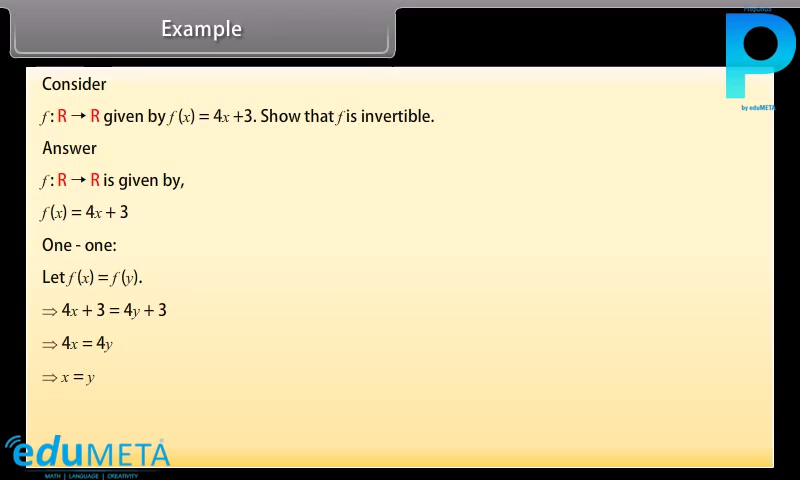 Example
Prepkendra
by eduMETA
Consider
f : R → R given by f (x) = 4x +3. Show that f is invertible.
Answer
f : R → R is given by,
f (x) = 4x + 3
One - one:
Let f (x) = f (y).
⇒ 4x + 3 = 4y + 3
⇒ 4x = 4y
⇒ x = y
eduMETA
MATH | LANGUAGE | CREATIVITY